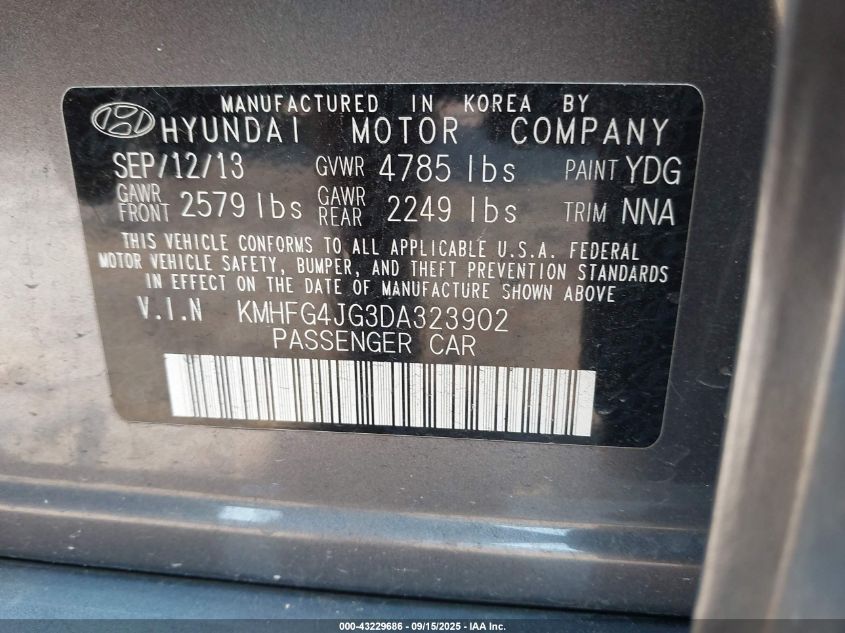 MANUFACTURED IN KOREA BY
HYUNDAI MOTOR COMPANY
SEP/12/13 GVWR 4785 lbs PAINT YDG
GAWR FRONT 2579 lbs GAWR REAR 2249 lbs TRIM NNA
THIS VEHICLE CONFORMS TO ALL APPLICABLE U.S.A. FEDERAL
MOTOR VEHICLE SAFETY, BUMPER, AND THEFT PREVENTION STANDARDS
IN EFFECT ON THE DATE OF MANUFACTURE SHOWN ABOVE
V.I.N KMHFG4JG3DA323902
PASSENGER CAR
000-43229686 - 09/15/2025 - IAA Inc.